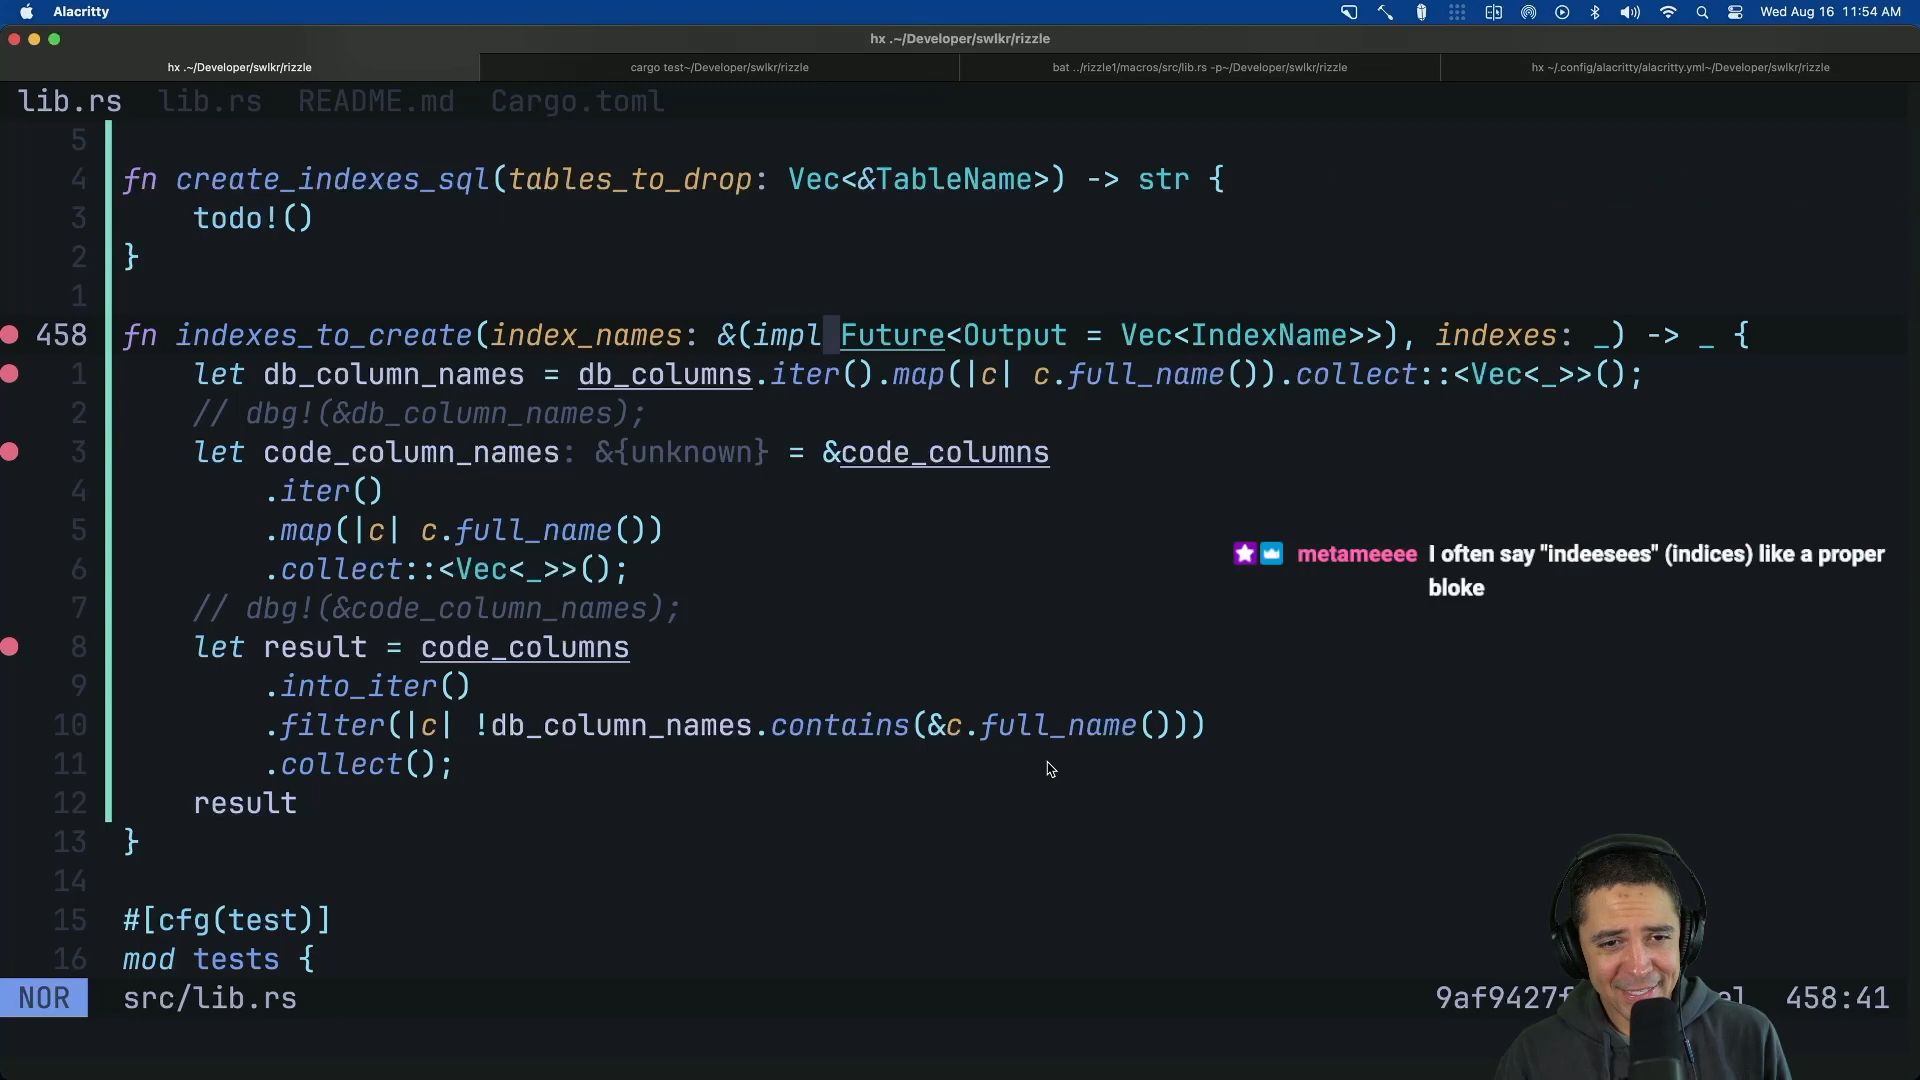 Alacritty
Wed Aug 16 11:54 AM
hx .~/Developer/swlkr/rizzle
hx .~/Developer/swlkr/rizzle
cargo test~/Developer/swlkr/rizzle
bat ../rizzle1/macros/src/lib.rs -p~/Developer/swlkr/rizzle
hx ~/.config/alacritty/alacritty.yml~/Developer/swlkr/rizzle
lib.rs lib.rs README.md Cargo.toml
5
4 fn create_indexes_sql(tables_to_drop: Vec<&TableName>) -> str {
3 todo!()
2 }
1
458 fn indexes_to_create(index_names: &(impl Future<Output = Vec<IndexName>>), indexes: _) -> _ {
1 let db_column_names = db_columns.iter().map(|c| c.full_name()).collect::<Vec<_>>();
2 // dbg!(&db_column_names);
3 let code_column_names: &{unknown} = &code_columns
4 .iter()
5 .map(|c| c.full_name())
6 .collect::<Vec<_>>();
7 // dbg!(&code_column_names);
8 let result = code_columns
9 .into_iter()
10 .filter(|c| !db_column_names.contains(&c.full_name()))
11 .collect();
12 result
13 }
14
15 #[cfg(test)]
16 mod tests {
metameeee I often say "indeesees" (indices) like a proper
bloke
NOR src/lib.rs 458:41